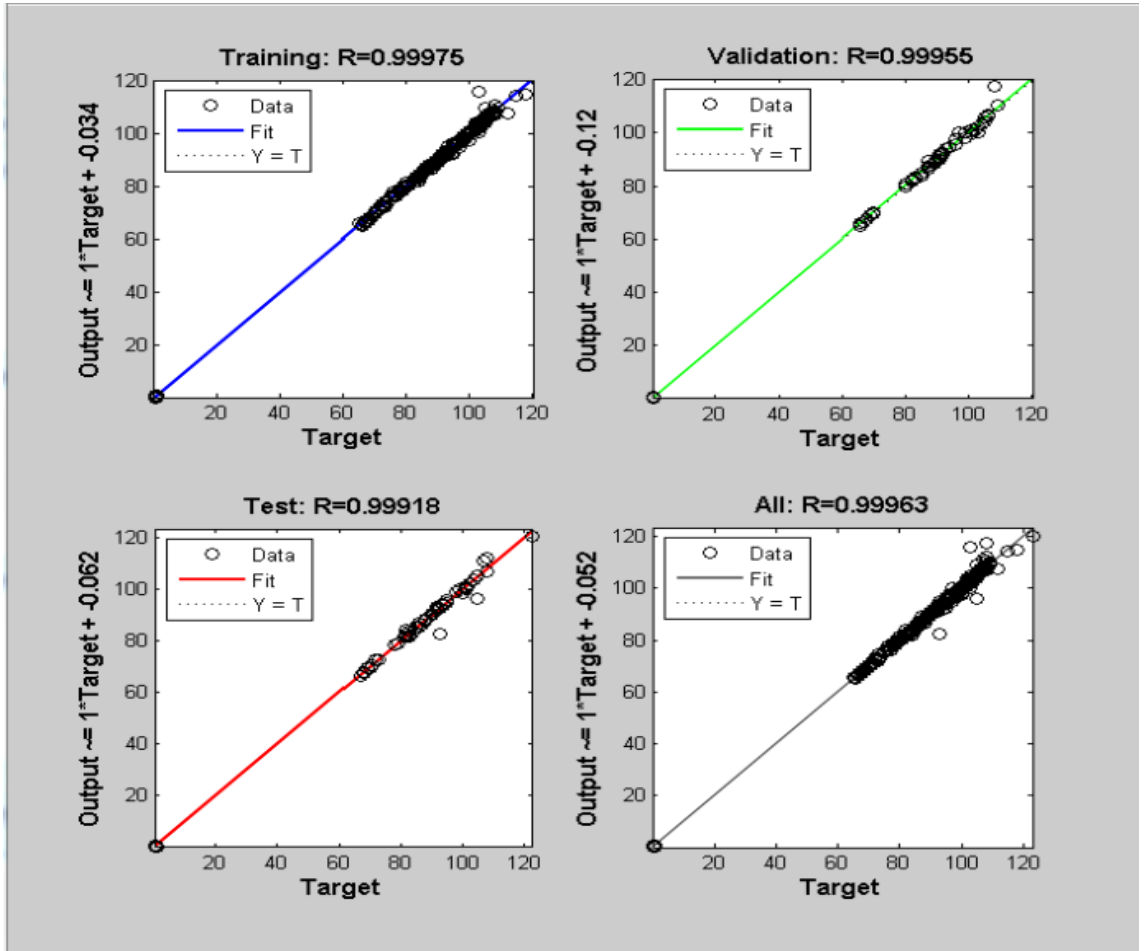 Training: R=0.99975
Output ~= 1*Target + -0.034
120
100
80
60
40
20
Data
Fit
Y = T
20 40 60 80 100 120
Target
Validation: R=0.99955
Output ~= 1*Target + -0.12
120
100
80
60
40
20
Data
Fit
Y = T
20 40 60 80 100 120
Target
Test: R=0.99918
Output ~= 1*Target + -0.062
120
100
80
60
40
20
Data
Fit
Y = T
20 40 60 80 100 120
Target
All: R=0.99963
Output ~= 1*Target + -0.052
120
100
80
60
40
20
Data
Fit
Y = T
20 40 60 80 100 120
Target